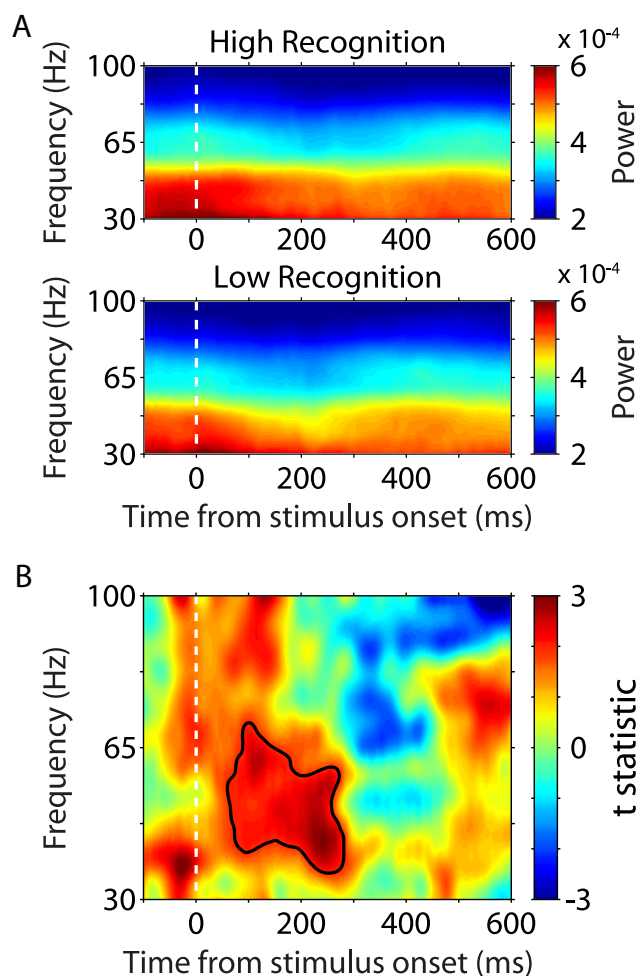 A
High Recognition
x 10-4
Frequency (Hz)
100
65
30
0 200 400 600
6
4
2
Power
Low Recognition
x 10-4
Frequency (Hz)
100
65
30
0 200 400 600
6
4
2
Power
Time from stimulus onset (ms)
B
Frequency (Hz)
100
65
30
0 200 400 600
3
0
-3
t statistic
Time from stimulus onset (ms)